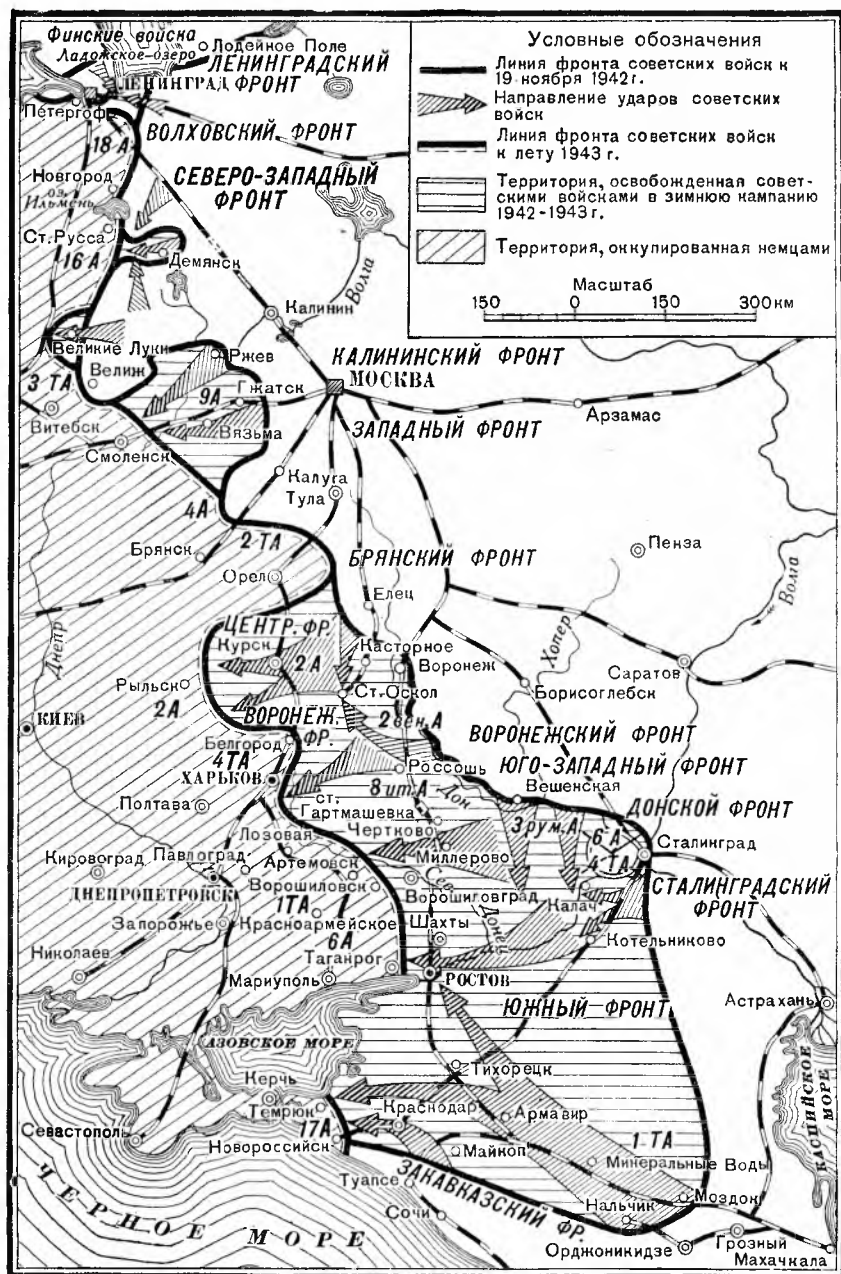 Финские войска
Ладожское озеро
Лодейное Поле
ЛЕНИНГРАДСКИЙ
ФРОНТ
ЛЕНИНГРАД
Петергоф
ВОЛХОВСКИЙ ФРОНТ
18 А
Новгород
оз.
Ильмень
СЕВЕРО-ЗАПАДНЫЙ
ФРОНТ
Ст. Русса
16 А
Демянск
Калинин
Волга
Великие Луки
Ржев
КАЛИНИНСКИЙ ФРОНТ
МОСКВА
3 ТА
Велиж
9А
Гжатск
Витебск
Вязьма
ЗАПАДНЫЙ ФРОНТ
Арзамас
Смоленск
Калуга
Тула
4А
2 ТА
Брянск
БРЯНСКИЙ ФРОНТ
Пенза
Орел
Елец
Днепр
Хопер
Волга
ЦЕНТР. ФР.
Курск
2 А
Касторное
Воронеж
Саратов
Рыльск
2 А
Ст. Оскол
Борисоглебск
КИЕВ
ВОРОНЕЖ.
ФР.
2 вен. А
ВОРОНЕЖСКИЙ ФРОНТ
Белгород
4ТА
ХАРЬКОВ
Россошь
Дон
ЮГО-ЗАПАДНЫЙ ФРОНТ
8 ит. А
Вешенская
Полтава
ст.
Гартмашевка
ДОНСКОЙ ФРОНТ
Лозовая
Чертково
3 рум. А
6 А
4 ТА
Сталинград
Кировоград
Павлоград
Артемовск
Миллерово
ДНЕПРОПЕТРОВСК
Ворошиловск
Ворошиловград
Сев.
Донец
Калач
СТАЛИНГРАДСКИЙ
ФРОНТ
1ТА
Запорожье
Красноармейское
6 А
Шахты
Котельниково
Николаев
Таганрог
Мариуполь
РОСТОВ
Астрахань
ЮЖНЫЙ ФРОНТ
АЗОВСКОЕ МОРЕ
Тихорецк
Керчь
Темрюк
Краснодар
Армавир
КАСПИЙСКОЕ
МОРЕ
Севастополь
17А
Новороссийск
Майкоп
1 ТА
Минеральные Воды
Туапсе
ЗАКАВКАЗСКИЙ ФР.
Моздок
Нальчик
Сочи
ЧЕРНОЕ МОРЕ
Орджоникидзе
Грозный
Махачкала
Условные обозначения
Линия фронта советских войск к
19 ноября 1942 г.
Направление ударов советских
войск
Линия фронта советских войск
к лету 1943 г.
Территория, освобожденная совет-
скими войсками в зимнюю кампанию
1942-1943 г.
Территория, оккупированная немцами
Масштаб
150 0 150 300 км